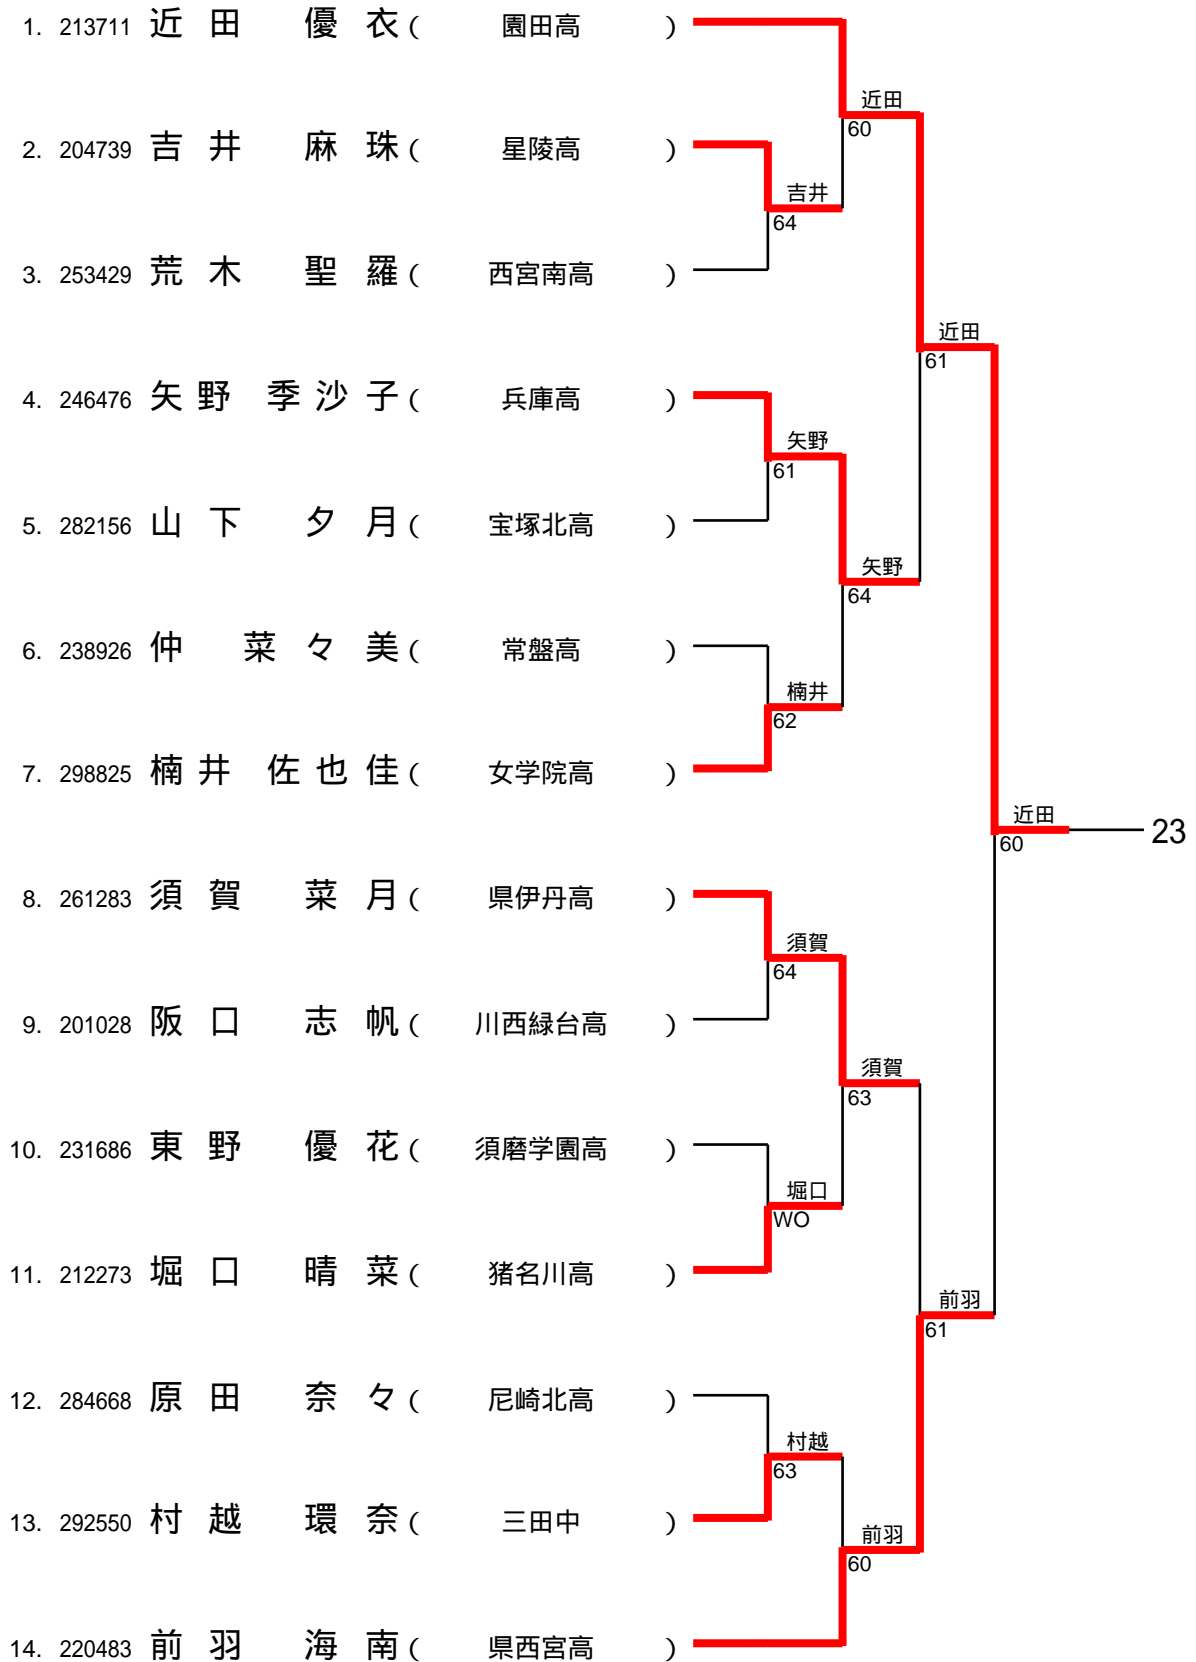 1. 213711 近田 優衣 ( 園田高 )
近田
60
2. 204739 吉井 麻珠 ( 星陵高 )
吉井
64
3. 253429 荒木 聖羅 ( 西宮南高 )
近田
61
4. 246476 矢野 季沙子 ( 兵庫高 )
矢野
61
5. 282156 山下 夕月 ( 宝塚北高 )
矢野
64
6. 238926 仲 菜々美 ( 常盤高 )
楠井
62
7. 298825 楠井 佐也佳 ( 女学院高 )
近田
60
23
8. 261283 須賀 菜月 ( 県伊丹高 )
須賀
64
9. 201028 阪口 志帆 ( 川西緑台高 )
須賀
63
10. 231686 東野 優花 ( 須磨学園高 )
堀口
WO
11. 212273 堀口 晴菜 ( 猪名川高 )
前羽
61
12. 284668 原田 奈々 ( 尼崎北高 )
村越
63
13. 292550 村越 環奈 ( 三田中 )
前羽
60
14. 220483 前羽 海南 ( 県西宮高 )